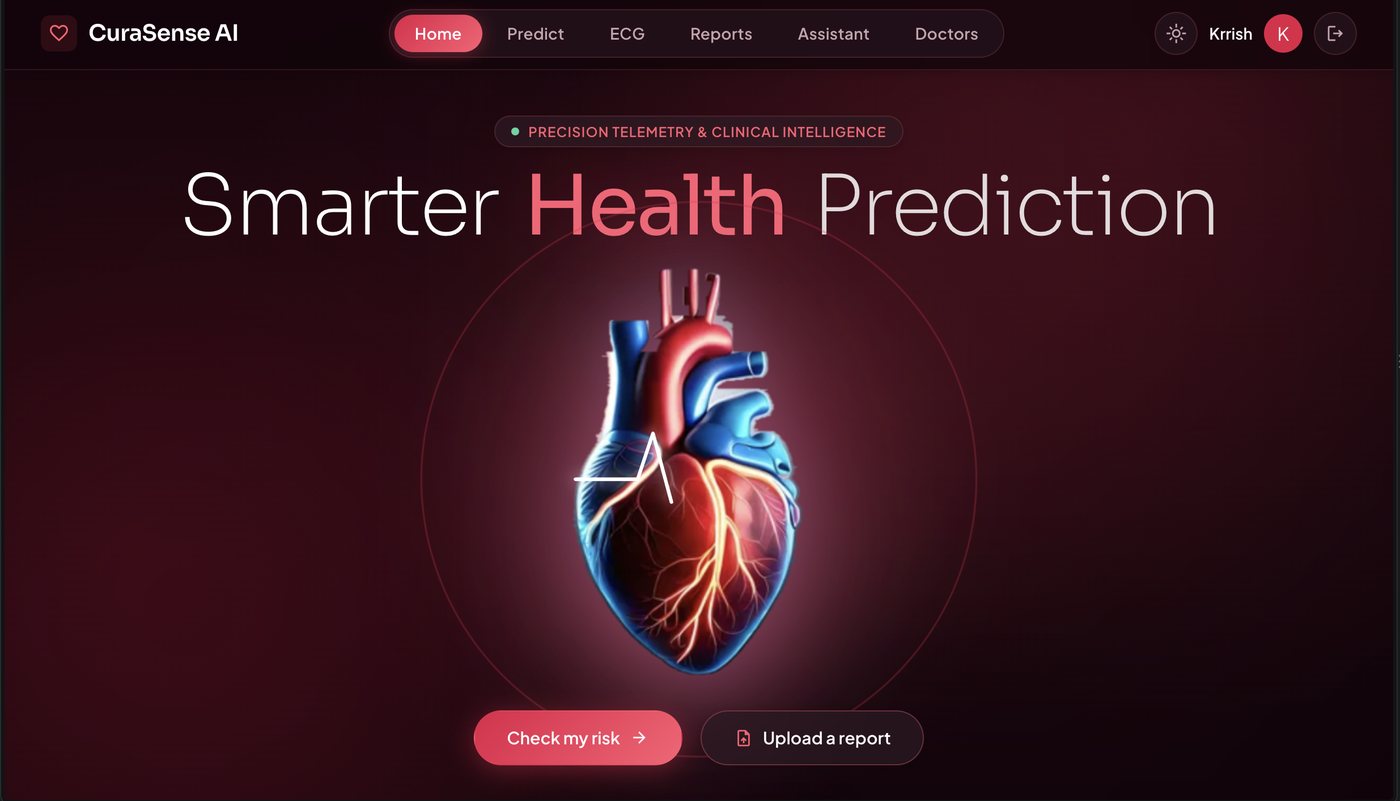 CuraSense AI
Home
Predict
ECG
Reports
Assistant
Doctors
Krrish
K
PRECISION TELEMETRY & CLINICAL INTELLIGENCE
Smarter Health Prediction
Check my risk →
Upload a report